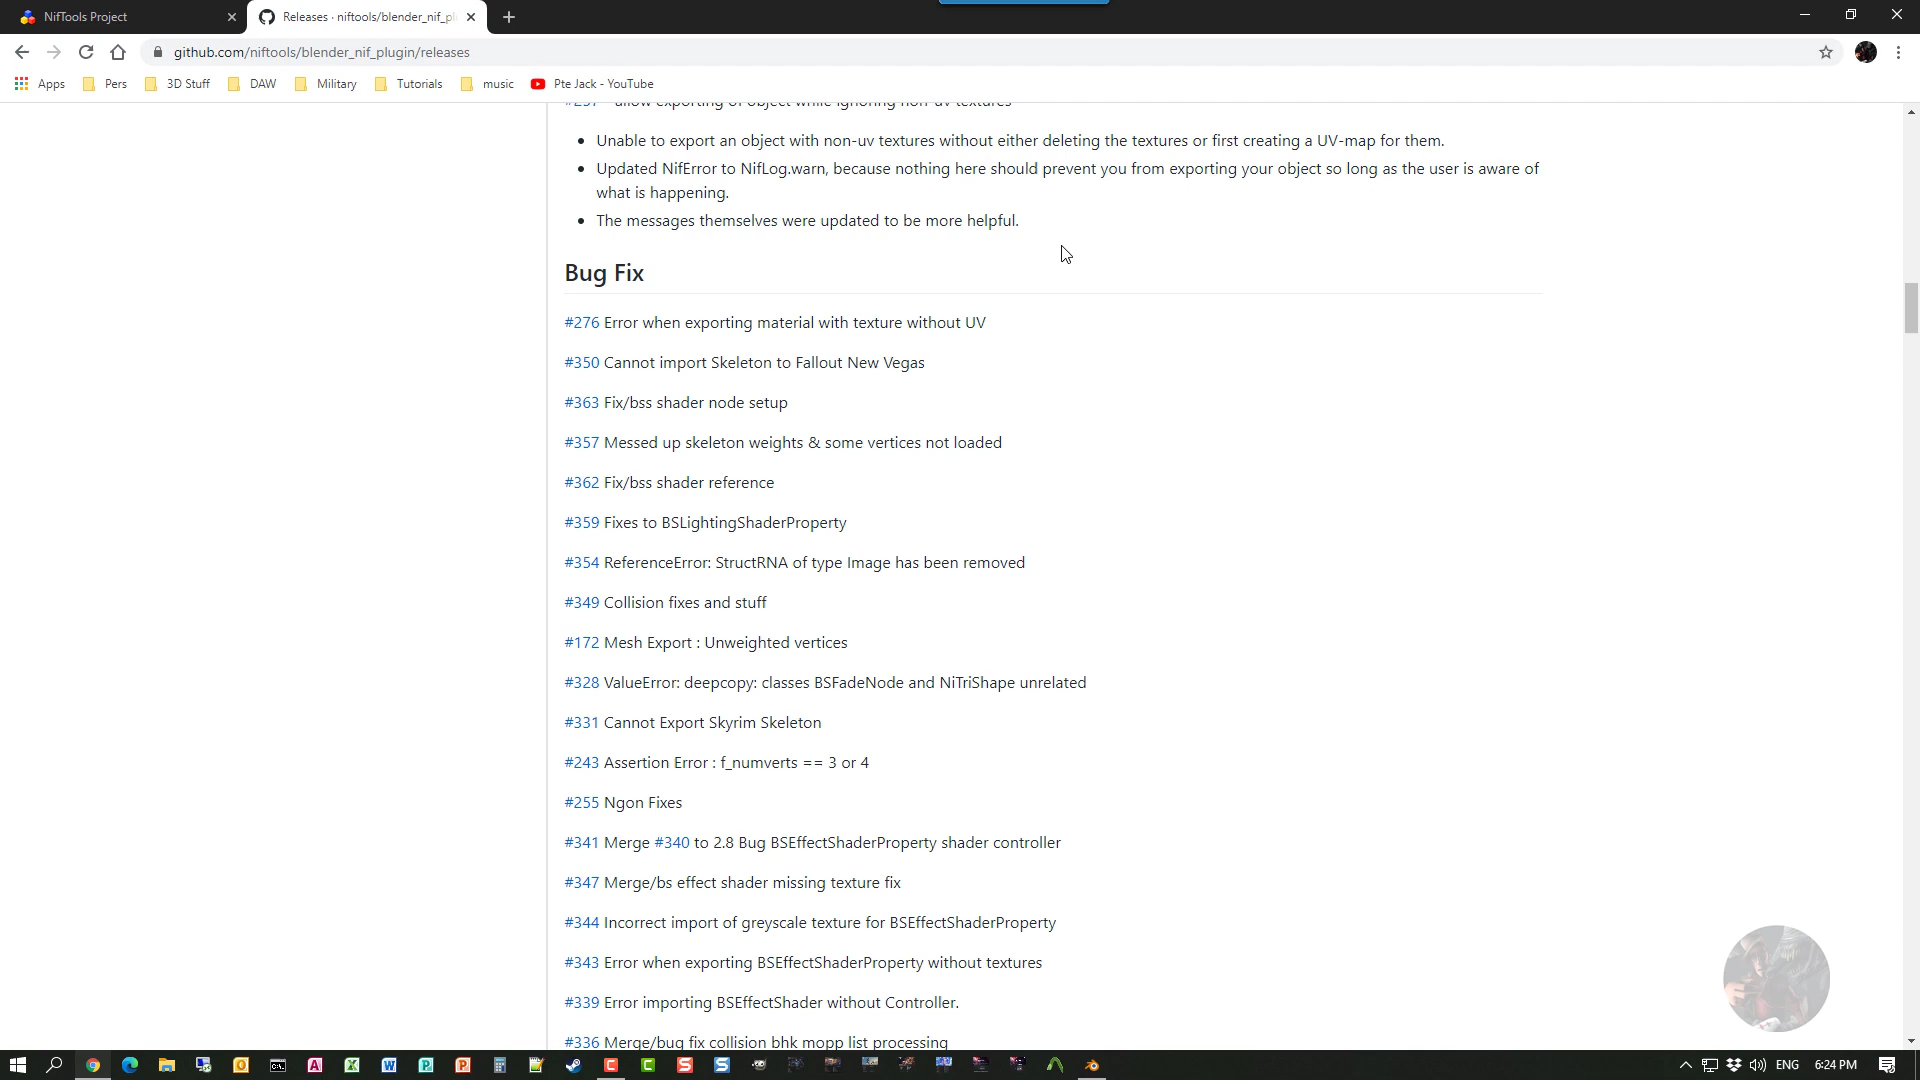 NifTools Project
Releases · niftools/blender_nif_pl
github.com/niftools/blender_nif_plugin/releases
Apps
Pers
3D Stuff
DAW
Military
Tutorials
music
Pte Jack - YouTube
#257 - allow exporting of object while ignoring non-uv textures
Unable to export an object with non-uv textures without either deleting the textures or first creating a UV-map for them.
Updated NifError to NifLog.warn, because nothing here should prevent you from exporting your object so long as the user is aware of
what is happening.
The messages themselves were updated to be more helpful.
Bug Fix
#276 Error when exporting material with texture without UV
#350 Cannot import Skeleton to Fallout New Vegas
#363 Fix/bss shader node setup
#357 Messed up skeleton weights & some vertices not loaded
#362 Fix/bss shader reference
#359 Fixes to BSLightingShaderProperty
#354 ReferenceError: StructRNA of type Image has been removed
#349 Collision fixes and stuff
#172 Mesh Export : Unweighted vertices
#328 ValueError: deepcopy: classes BSFadeNode and NiTriShape unrelated
#331 Cannot Export Skyrim Skeleton
#243 Assertion Error : f_numverts == 3 or 4
#255 Ngon Fixes
#341 Merge #340 to 2.8 Bug BSEffectShaderProperty shader controller
#347 Merge/bs effect shader missing texture fix
#344 Incorrect import of greyscale texture for BSEffectShaderProperty
#343 Error when exporting BSEffectShaderProperty without textures
#339 Error importing BSEffectShader without Controller.
#336 Merge/bug fix collision bhk mopp list processing
ENG
6:24 PM